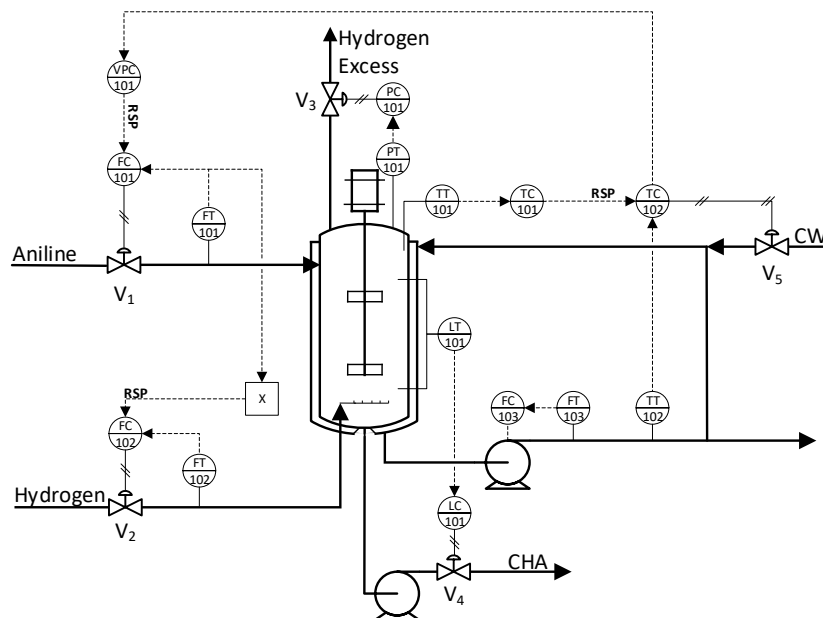 Hydrogen
Excess
VPC
101
RSP
V3
PC
101
PT
101
FC
101
FT
101
TT
101
TC
101
RSP
TC
102
Aniline
V1
CW
V5
LT
101
RSP
X
FC
102
FT
102
FC
103
FT
103
TT
102
Hydrogen
V2
LC
101
CHA
V4